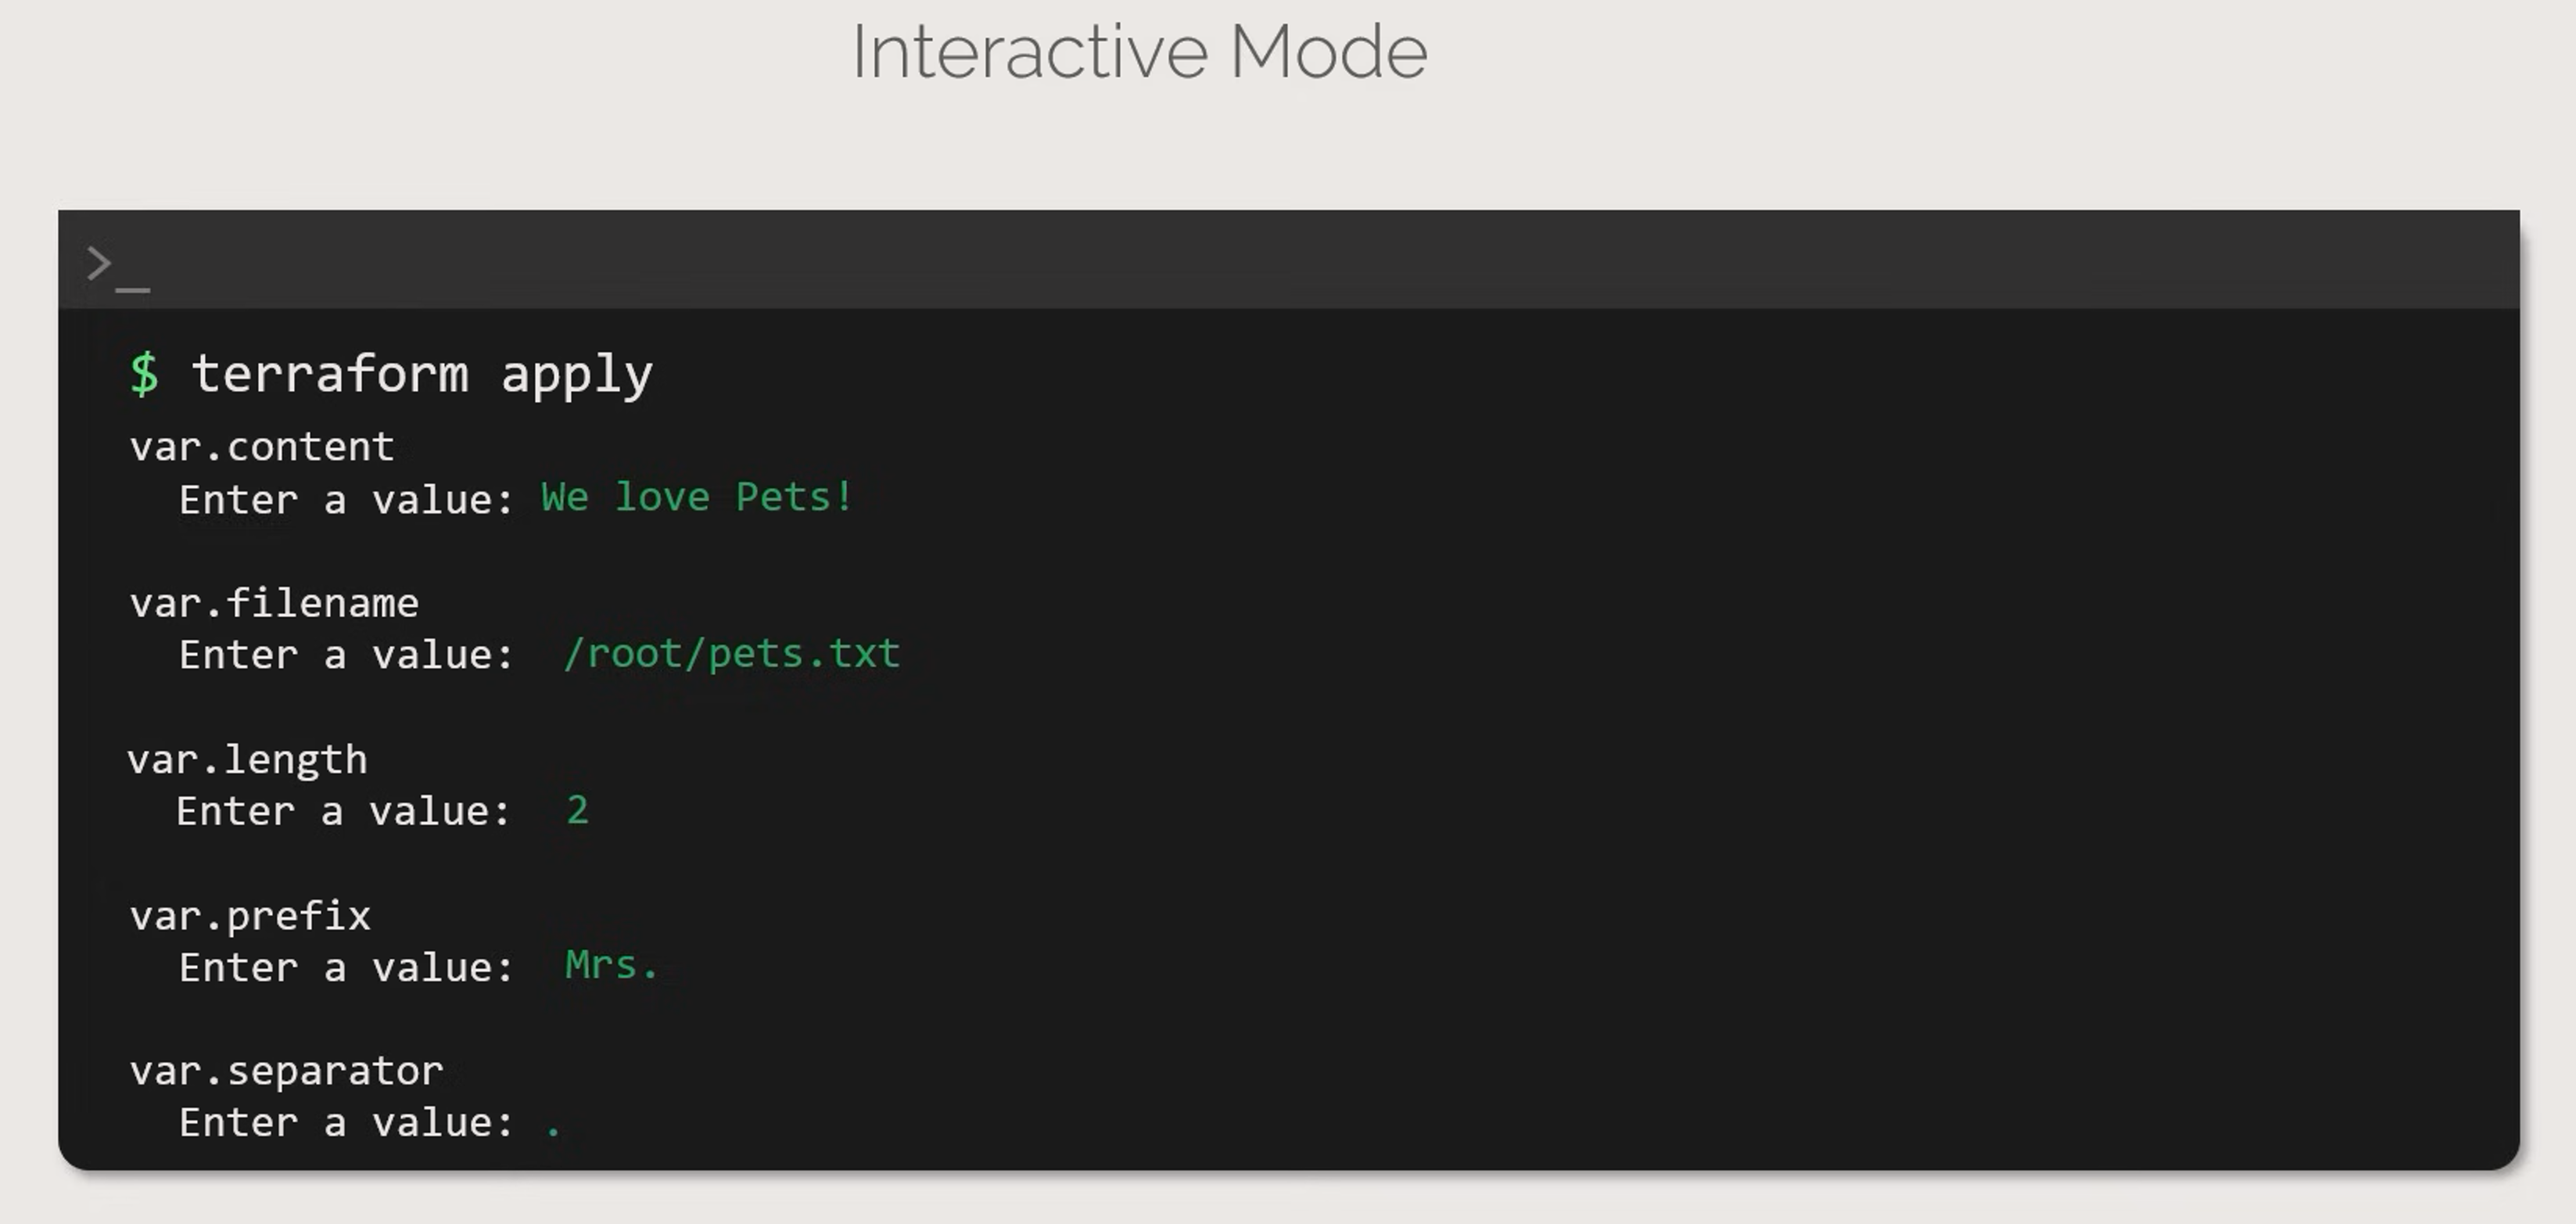 Interactive Mode
>_
$ terraform apply
var.content
Enter a value: We love Pets!
var.filename
Enter a value: /root/pets.txt
var.length
Enter a value: 2
var.prefix
Enter a value: Mrs.
var.separator
Enter a value: .